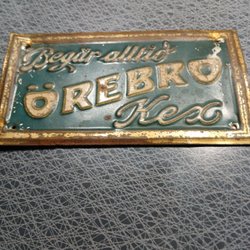 Begär alltid
ÖREBRO
Kex